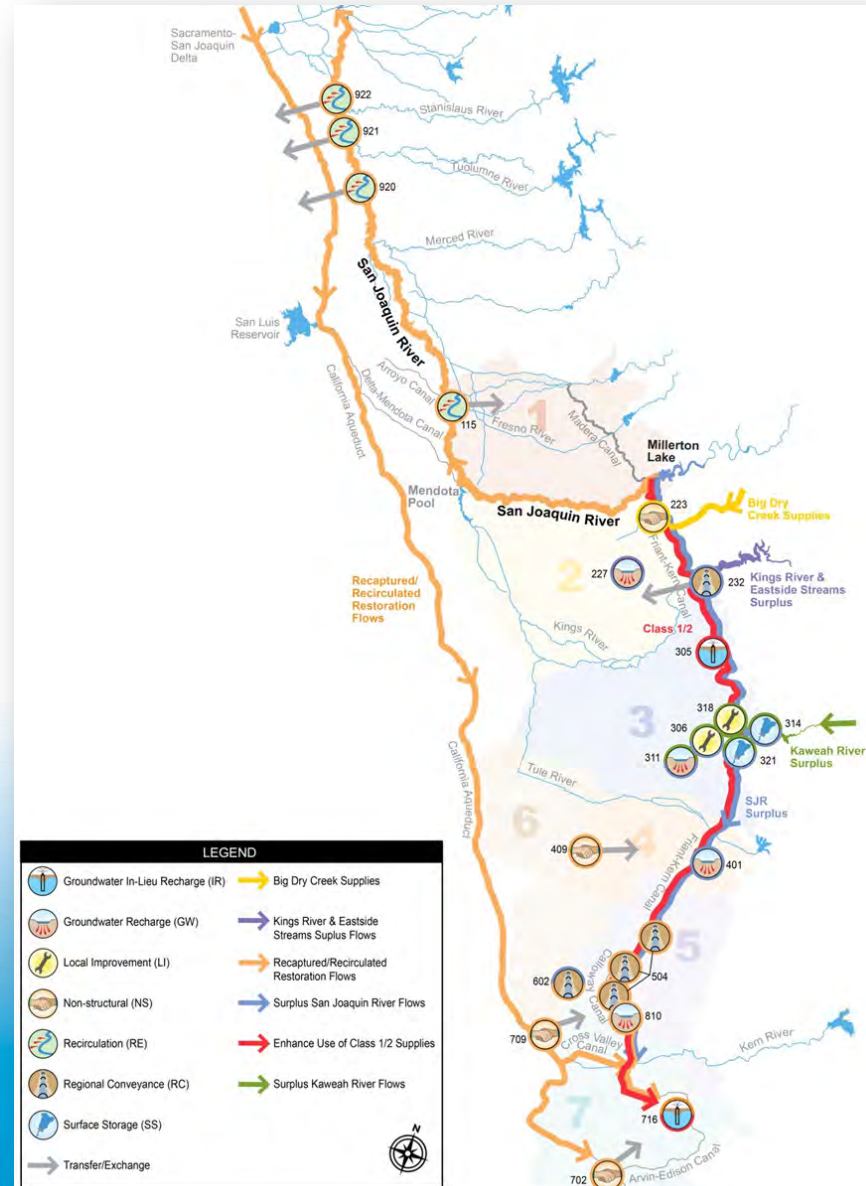 Sacramento-
San Joaquin
Delta
922
Stanislaus River
921
Tuolumne River
920
Merced River
San Joaquin River
San Luis
Reservoir
Arroyo Canal
Delta-Mendota Canal
California Aqueduct
115
1
Fresno River
Madera Canal
Millerton
Lake
Mendota
Pool
San Joaquin River
223
Big Dry
Creek Supplies
Friant-Kern Canal
2
227
232
Kings River &
Eastside Streams
Surplus
Recaptured/
Recirculated
Restoration
Flows
Kings River
Class 1/2
305
3
318
306
314
311
321
Kaweah River
Surplus
Tule River
SJR
Surplus
California Aqueduct
6
409
4
401
Friant-Kern Canal
5
504
602
Calloway Canal
810
709
Cross Valley
Canal
Kern River
7
716
702
Arvin-Edison Canal
LEGEND
Groundwater In-Lieu Recharge (IR)
Groundwater Recharge (GW)
Local Improvement (LI)
Non-structural (NS)
Recirculation (RE)
Regional Conveyance (RC)
Surface Storage (SS)
Transfer/Exchange
Big Dry Creek Supplies
Kings River & Eastside
Streams Suplus Flows
Recaptured/Recirculated
Restoration Flows
Surplus San Joaquin River Flows
Enhance Use of Class 1/2 Supplies
Surplus Kaweah River Flows
N